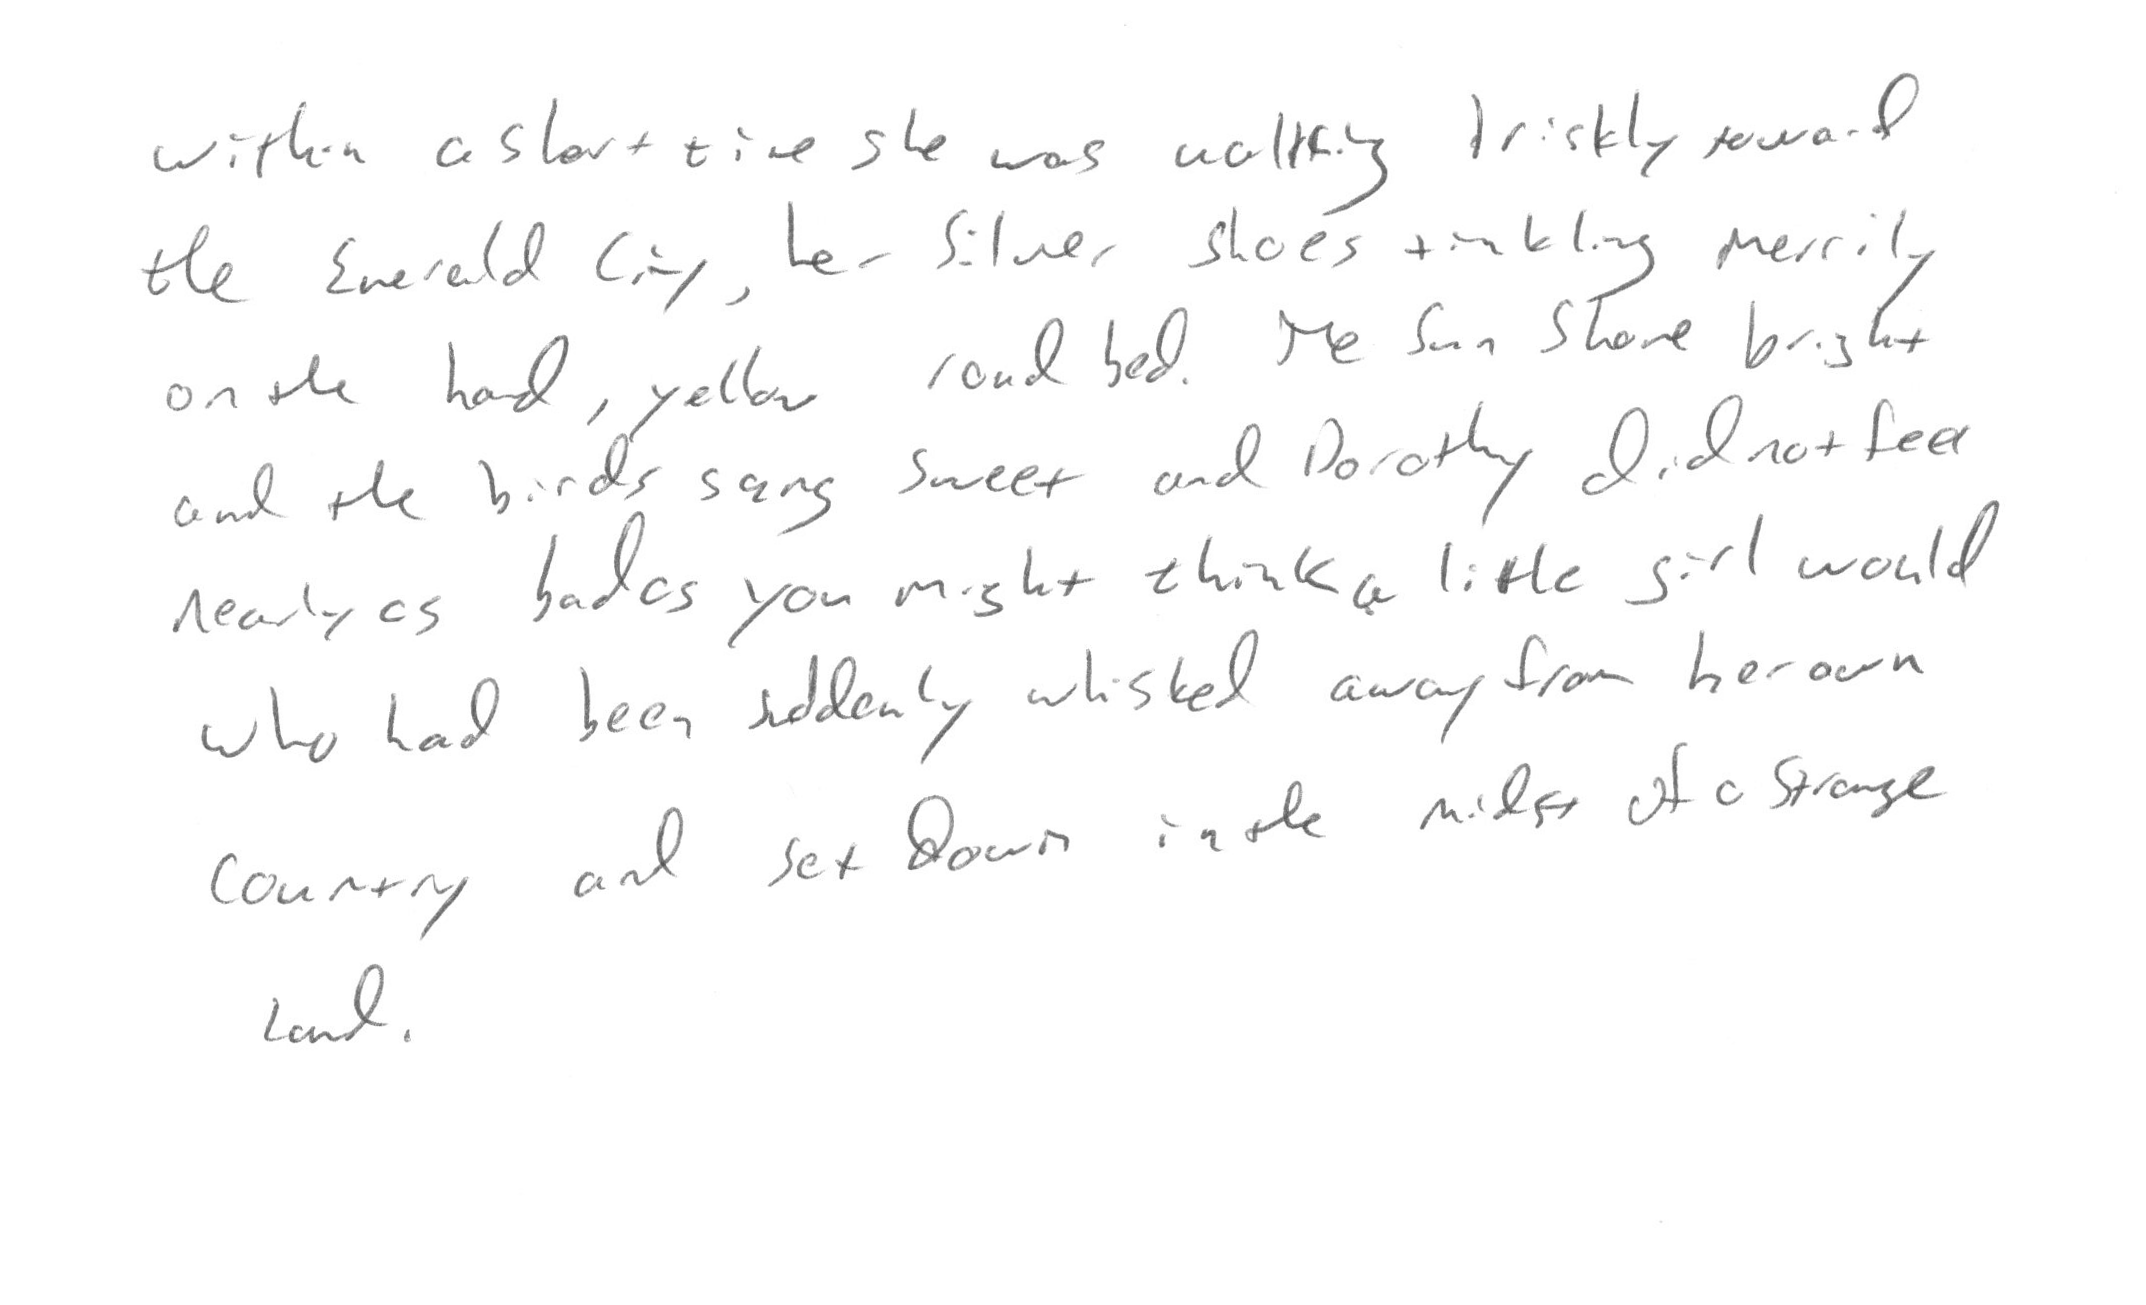 within a short time she was walking briskly toward
the Emerald City, her Silver shoes tinkling merrily
on the hard, yellow road bed. The Sun Shone bright
and the birds sang sweet and Dorothy did not feel
nearly as bad as you might think a little girl would
who had been suddenly whisked away from her own
country and set Down in the midst of a strange
land.